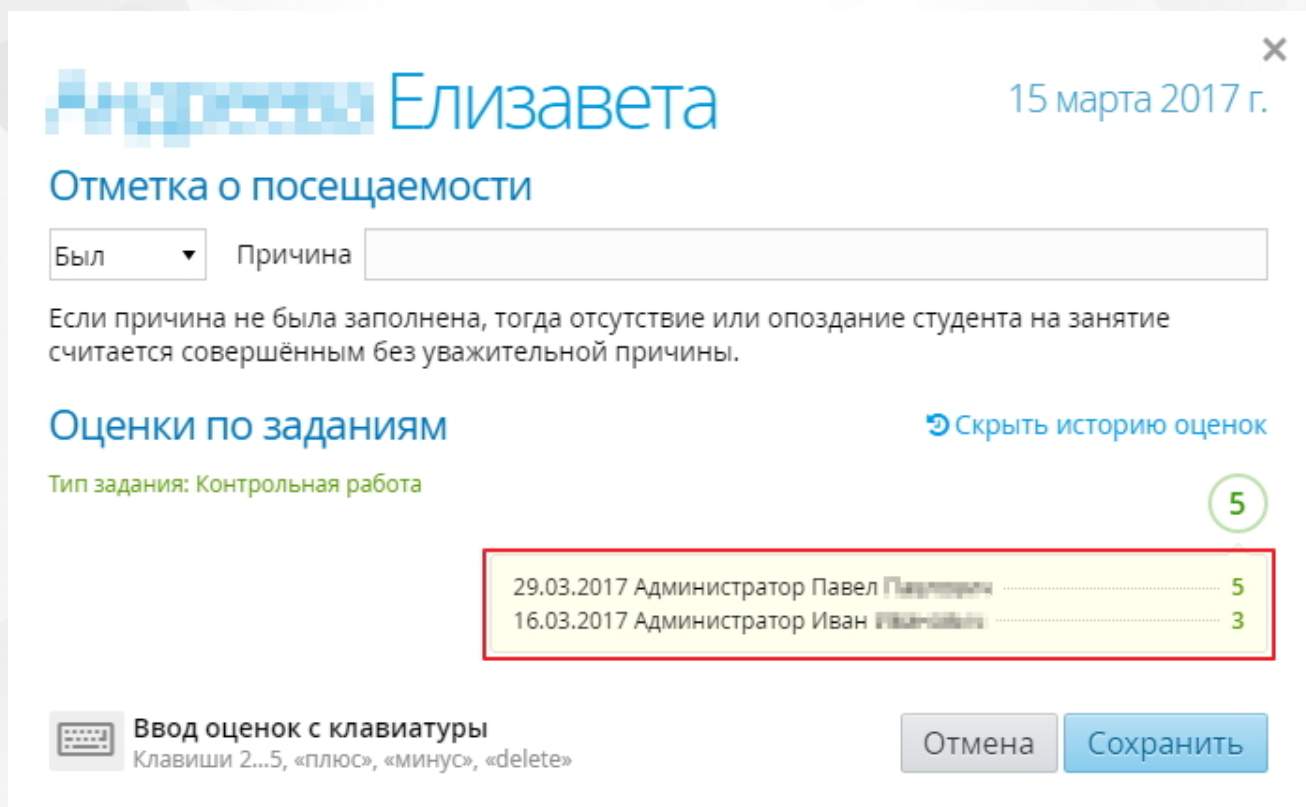 Елизавета
15 марта 2017 г.
Отметка о посещаемости
Был Причина
Если причина не была заполнена, тогда отсутствие или опоздание студента на занятие
считается совершённым без уважительной причины.
Оценки по заданиям
Скрыть историю оценок
Тип задания: Контрольная работа
5
29.03.2017 Администратор Павел 5
16.03.2017 Администратор Иван 3
Ввод оценок с клавиатуры
Клавиши 2...5, «плюс», «минус», «delete»
Отмена
Сохранить